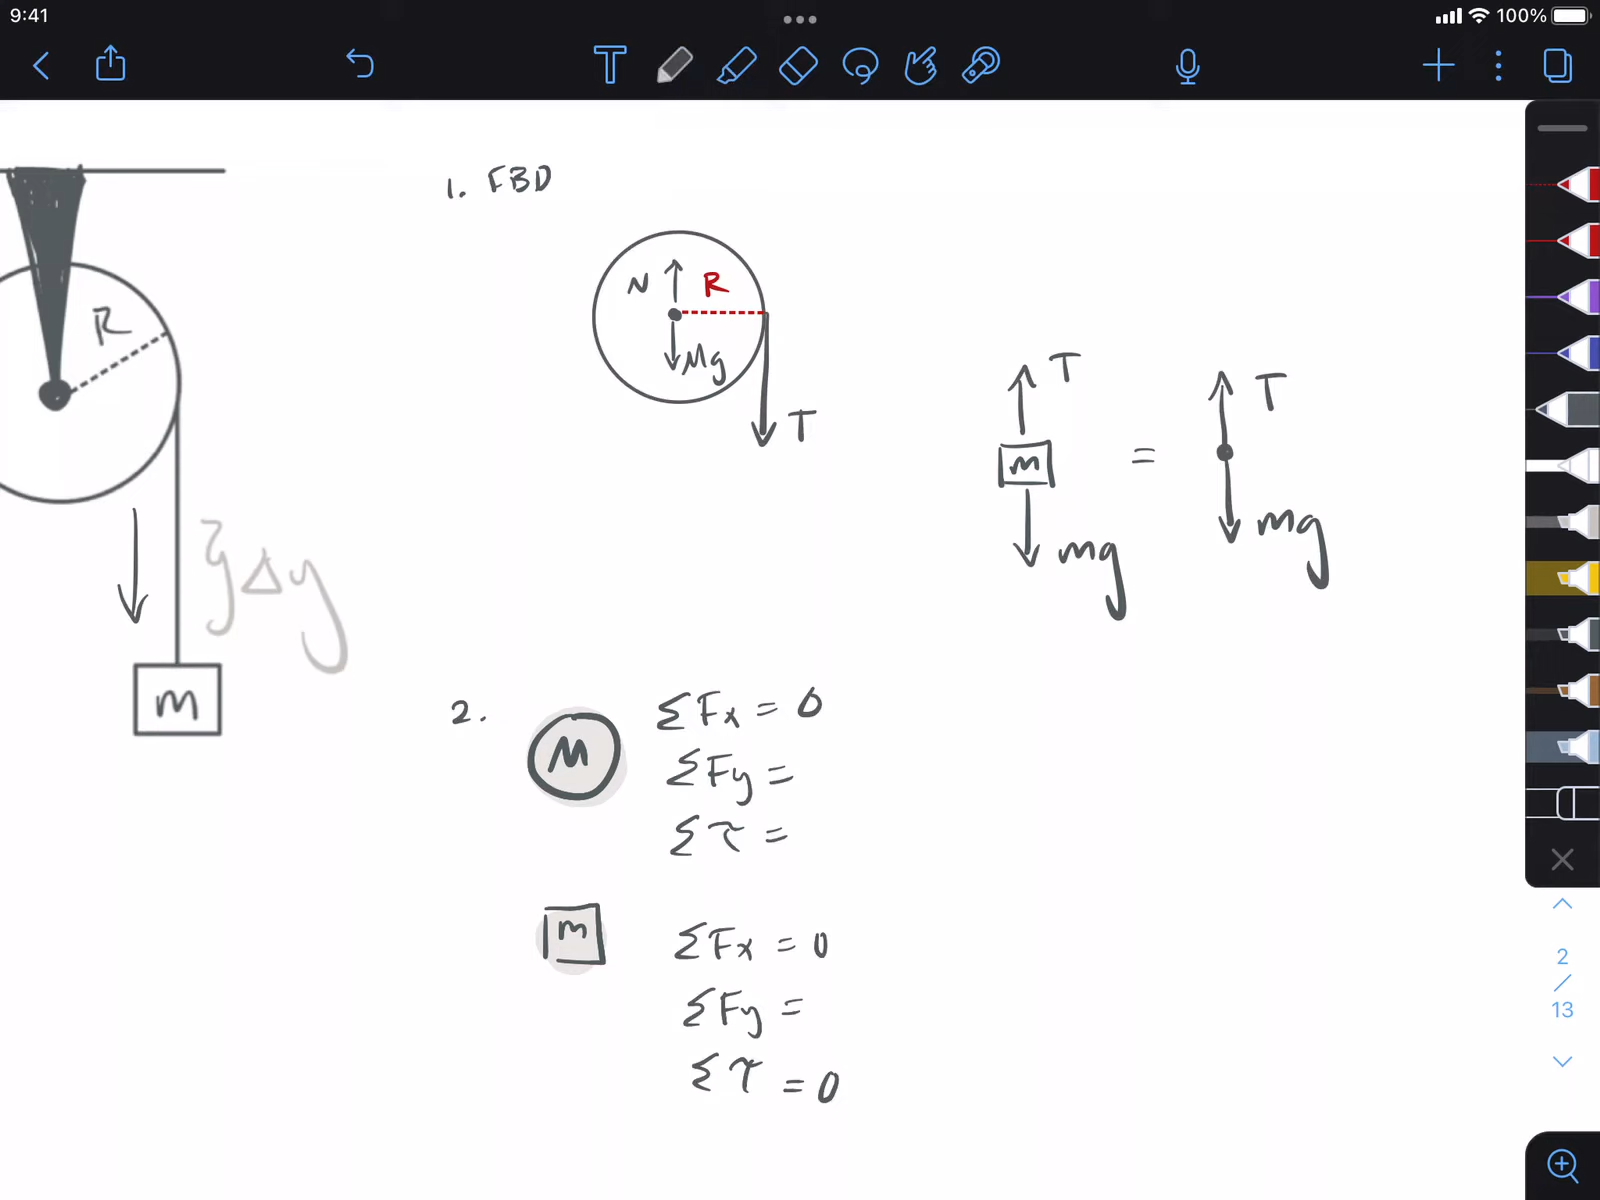 9:41
100%
T
1. FBD
R
N
R
Mg
T
T
m
mg
=
T
mg
}Δy
m
2.
M
ΣFx = 0
ΣFy =
Στ =
m
ΣFx = 0
ΣFy =
Στ = 0
2
/
13